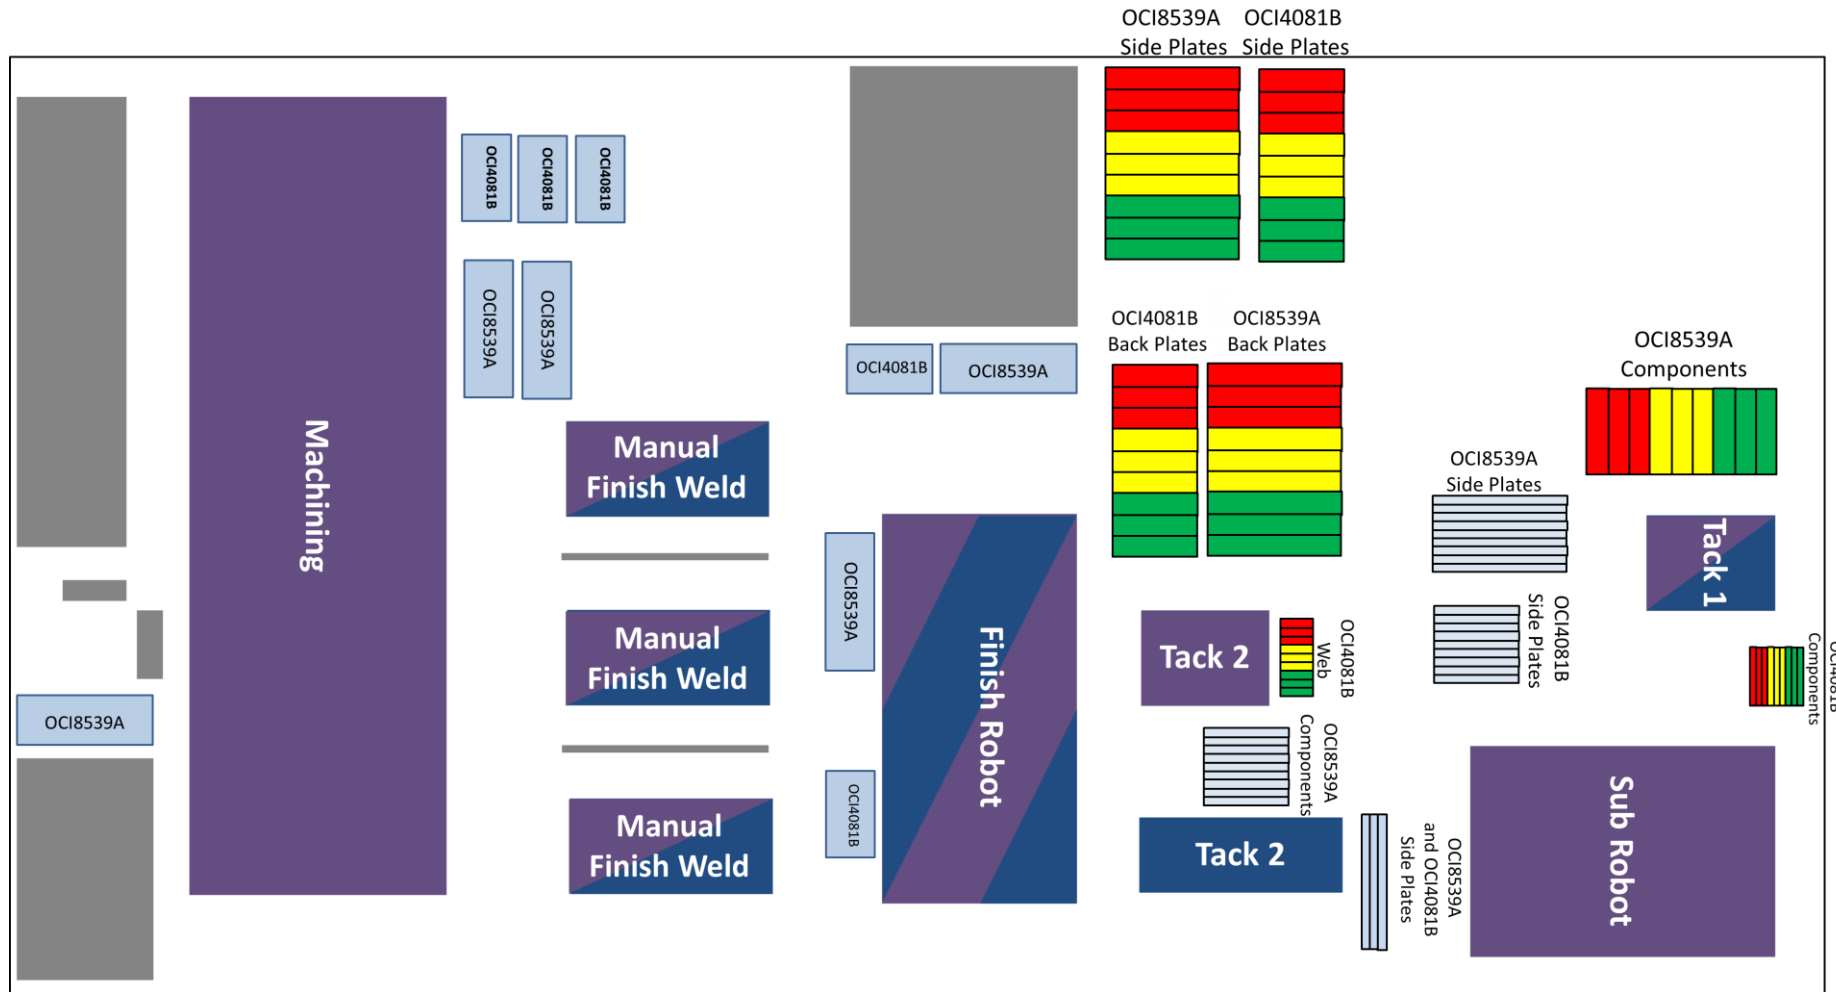 OCI8539A
Side Plates
OCI4081B
Side Plates
OCI4081B
OCI4081B
OCI4081B
OCI8539A
OCI8539A
OCI4081B
OCI8539A
OCI4081B
Back Plates
OCI8539A
Back Plates
OCI8539A
Components
Machining
Manual
Finish Weld
OCI8539A
Side Plates
Tack 1
OCI8539A
Finish Robot
Manual
Finish Weld
Tack 2
OCI4081B
Web
OCI4081B
Side Plates
OCI4081B
Components
OCI8539A
OCI8539A
Components
Manual
Finish Weld
OCI4081B
Tack 2
OCI8539A
and OCI4081B
Side Plates
Sub Robot